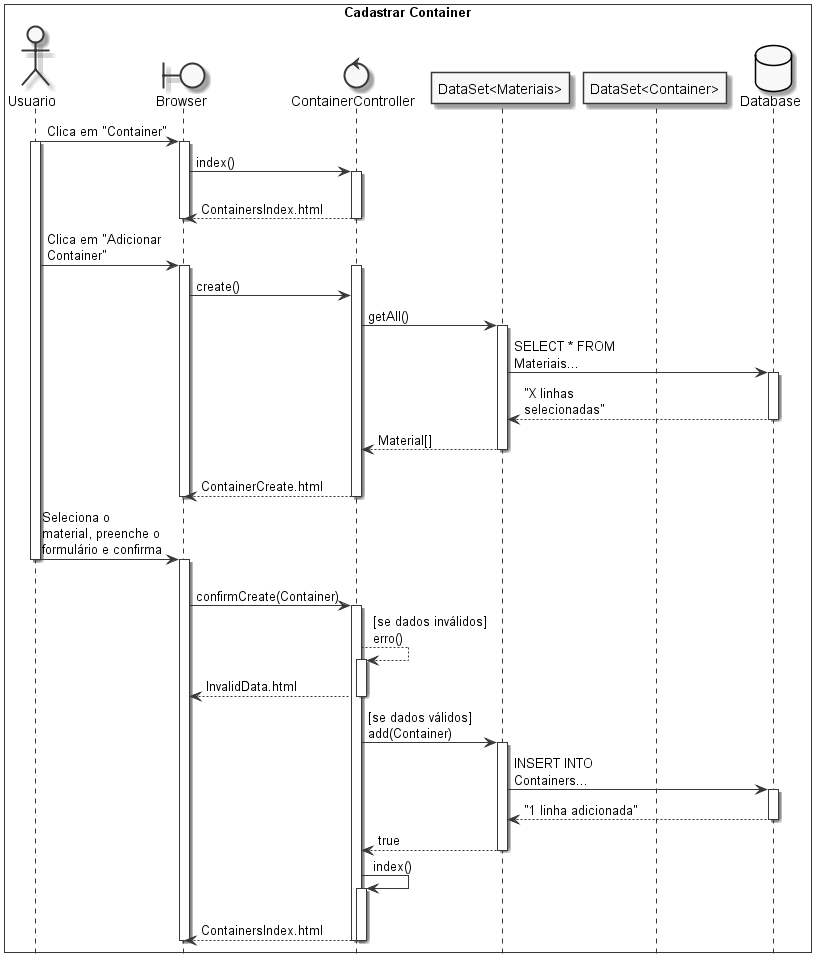 Cadastrar Container
Usuario
Browser
ContainerController
DataSet<Materiais>
DataSet<Container>
Database
Clica em "Container"
index()
ContainersIndex.html
Clica em "Adicionar
Container"
create()
getAll()
SELECT * FROM
Materiais...
"X linhas
selecionadas"
Material[]
ContainerCreate.html
Seleciona o
material, preenche o
formulário e confirma
confirmCreate(Container)
[se dados inválidos]
erro()
InvalidData.html
[se dados válidos]
add(Container)
INSERT INTO
Containers...
"1 linha adicionada"
true
index()
ContainersIndex.html